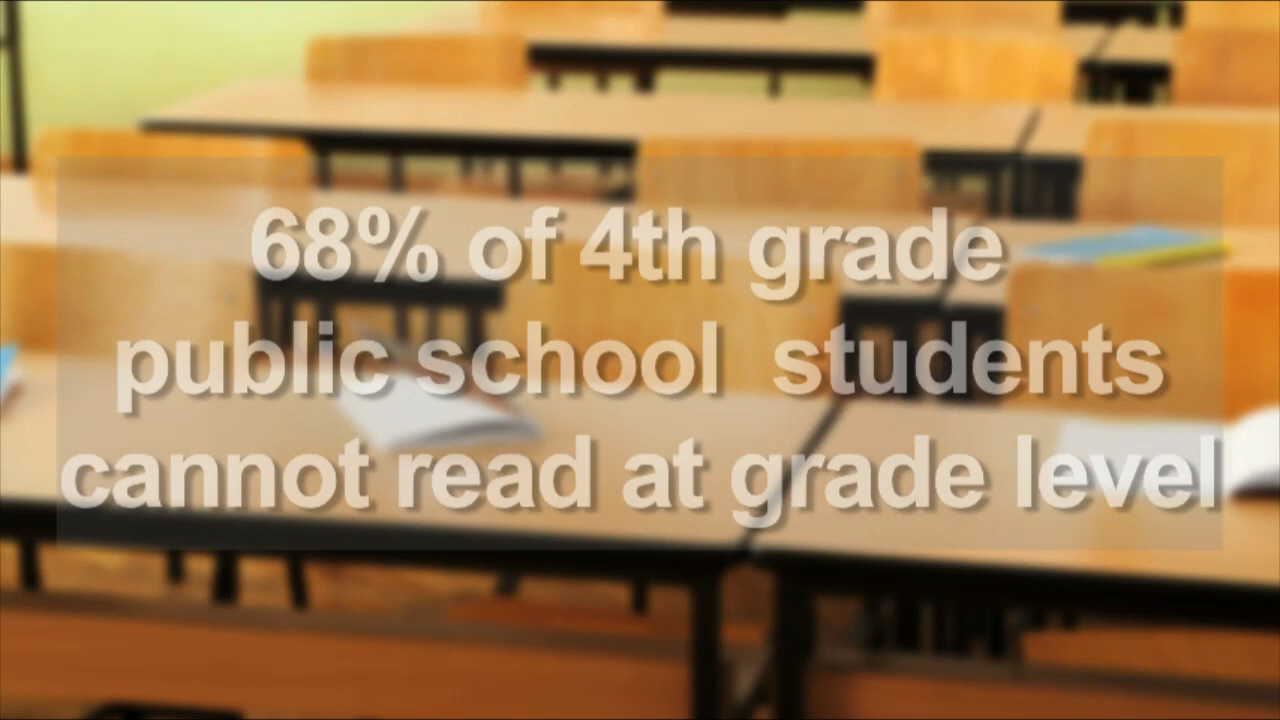 68% of 4th grade
public school students
cannot read at grade level